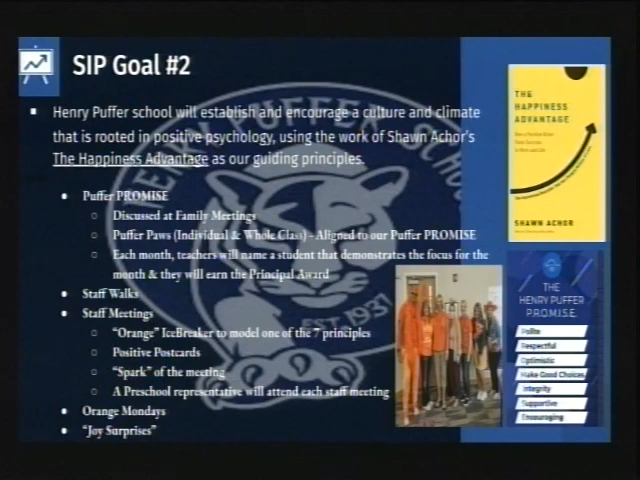 SIP Goal #2
Henry Puffer school will establish and encourage a culture and climate
that is rooted in positive psychology, using the work of Shawn Achor's
The Happiness Advantage as our guiding principles.
Puffer PROMISE
Discussed at Family Meetings
Puffer Paws (Individual & Whole Class) - Aligned to our Puffer PROMISE
Each month, teachers will name a student that demonstrates the focus for the
month & they will earn the Principal Award
Staff Walks
Staff Meetings
"Orange" IceBreaker to model one of the 7 principles
Positive Postcards
"Spark" of the meeting
A Preschool representative will attend each staff meeting
Orange Mondays
"Joy Surprises"
THE
HAPPINESS
ADVANTAGE
SHAWN ACHOR
THE
HENRY PUFFER
P.R.O.M.I.S.E.
Polite
Respectful
Optimistic
Make Good Choices
Integrity
Supportive
Encouraging
HENRY PUFFER SCHOOL
EST. 1931